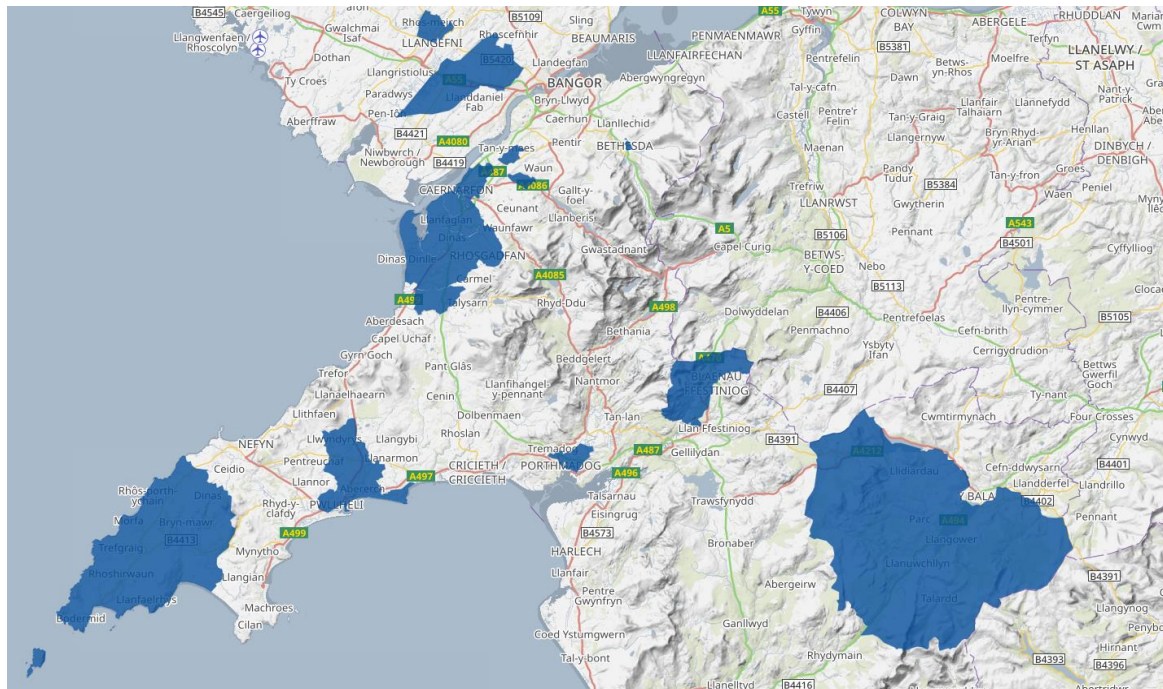 B4545
Caergeiliog
Rhos-meirch
B5109
Sling
A55
Tywyn
COLWYN
BAY
ABERGELE
RHUDDLAN
Llangwenfaen /
Rhoscolyn
Gwalchmai
Isaf
LLANGEFNI
Rhoscefnhir
BEAUMARIS
PENMAENMAWR
Gyffin
B5381
Terfyn
Dothan
Llandegfan
LLANFAIRFECHAN
Pentrefelin
Betws-
yn-Rhos
Moelfre
LLANELWY /
ST ASAPH
Ty Croes
Llangristiolus
B5420
A55
BANGOR
Abergwyngregyn
Dawn
Paradwys
Llanddaniel
Fab
Bryn-Llwyd
Tal-y-cafn
Llannefydd
Nant-y
Patrick
Aberffraw
Pen-lôn
Caerhun
Llanllechid
Castell
Pentre'r
Felin
Tal-y-Graig
Llanfair
Talhaiarn
B4421
A4080
Tan-y-maes
Pentir
BETHESDA
Maenan
Llangernyw
Bryn Rhyd-
yr-Arian
Henllan
DINBYCH /
DENBIGH
Niwbwrch /
Newborough
B4419
Waun
Pandy
Tudur
Tan-y-fron
Groes
CAERNARFON
A487
A4086
Gallt-y-
foel
Trefriw
B5384
Waen
Peniel
Llanfaglan
Ceunant
Llanberis
LLANRWST
Gwytherin
Dinas
Waunfawr
A5
B5106
Pennant
A543
B4501
Cyffylliog
Dinas Dinlle
RHOSGADFAN
Gwastadnant
Capel Curig
BETWS-
Y-COED
Nebo
Carmel
A4085
B5113
Pentre-
llyn-cymmer
Talysarn
Rhyd-Ddu
A498
Dolwyddelan
B4406
Pentrefoelas
B5105
Aberdesach
Bethania
Penmachno
Cefn-brith
Capel Uchaf
Ysbyty
Ifan
Cerrigydrudion
Gyrn Goch
Pant Glâs
Beddgelert
Bettws
Gwerfil
Goch
Trefor
Llanfihangel-
y-pennant
Nantmor
BLAENAU
FFESTINIOG
B4407
Llanaelhaearn
Cenin
Ty-nant
Llithfaen
Dolbenmaen
Tan-lan
Cwmtirmynach
Four Crosses
NEFYN
Llwyndyrys
Llangybi
Rhoslan
Llan Ffestiniog
B4391
Cynwyd
Ceidio
Pentreuchaf
Llanarmon
Tremadog
A487
Gellilydan
A4212
B4401
Llannor
A497
CRICIETH /
CRICCIETH
PORTHMADOG
A496
Llidiardau
Cefn-ddwysarn
Llandderfel
Llandrillo
Rhôs-porth-
ychain
Dinas
Abererch
Talsarnau
Trawsfynydd
Y BALA
B4402
Morfa
Bryn-mawr
Rhyd-y-
clafdy
PWLLHELI
Eisingrug
Parc
A494
Pennant
Trefgraig
B4413
A499
B4573
Bronaber
Llangower
Mynytho
HARLECH
Rhoshirwaun
Llangian
Llanfair
Llanuwchllyn
B4391
Llanfaelrhys
Machroes
Pentre
Gwynfryn
Abergeirw
Talardd
Llangynog
Cilan
Coed Ystumgwern
Ganllwyd
Hirnant
Tal-y-bont
Rhydymain
B4393
B4396
Llanelltyd
B4416